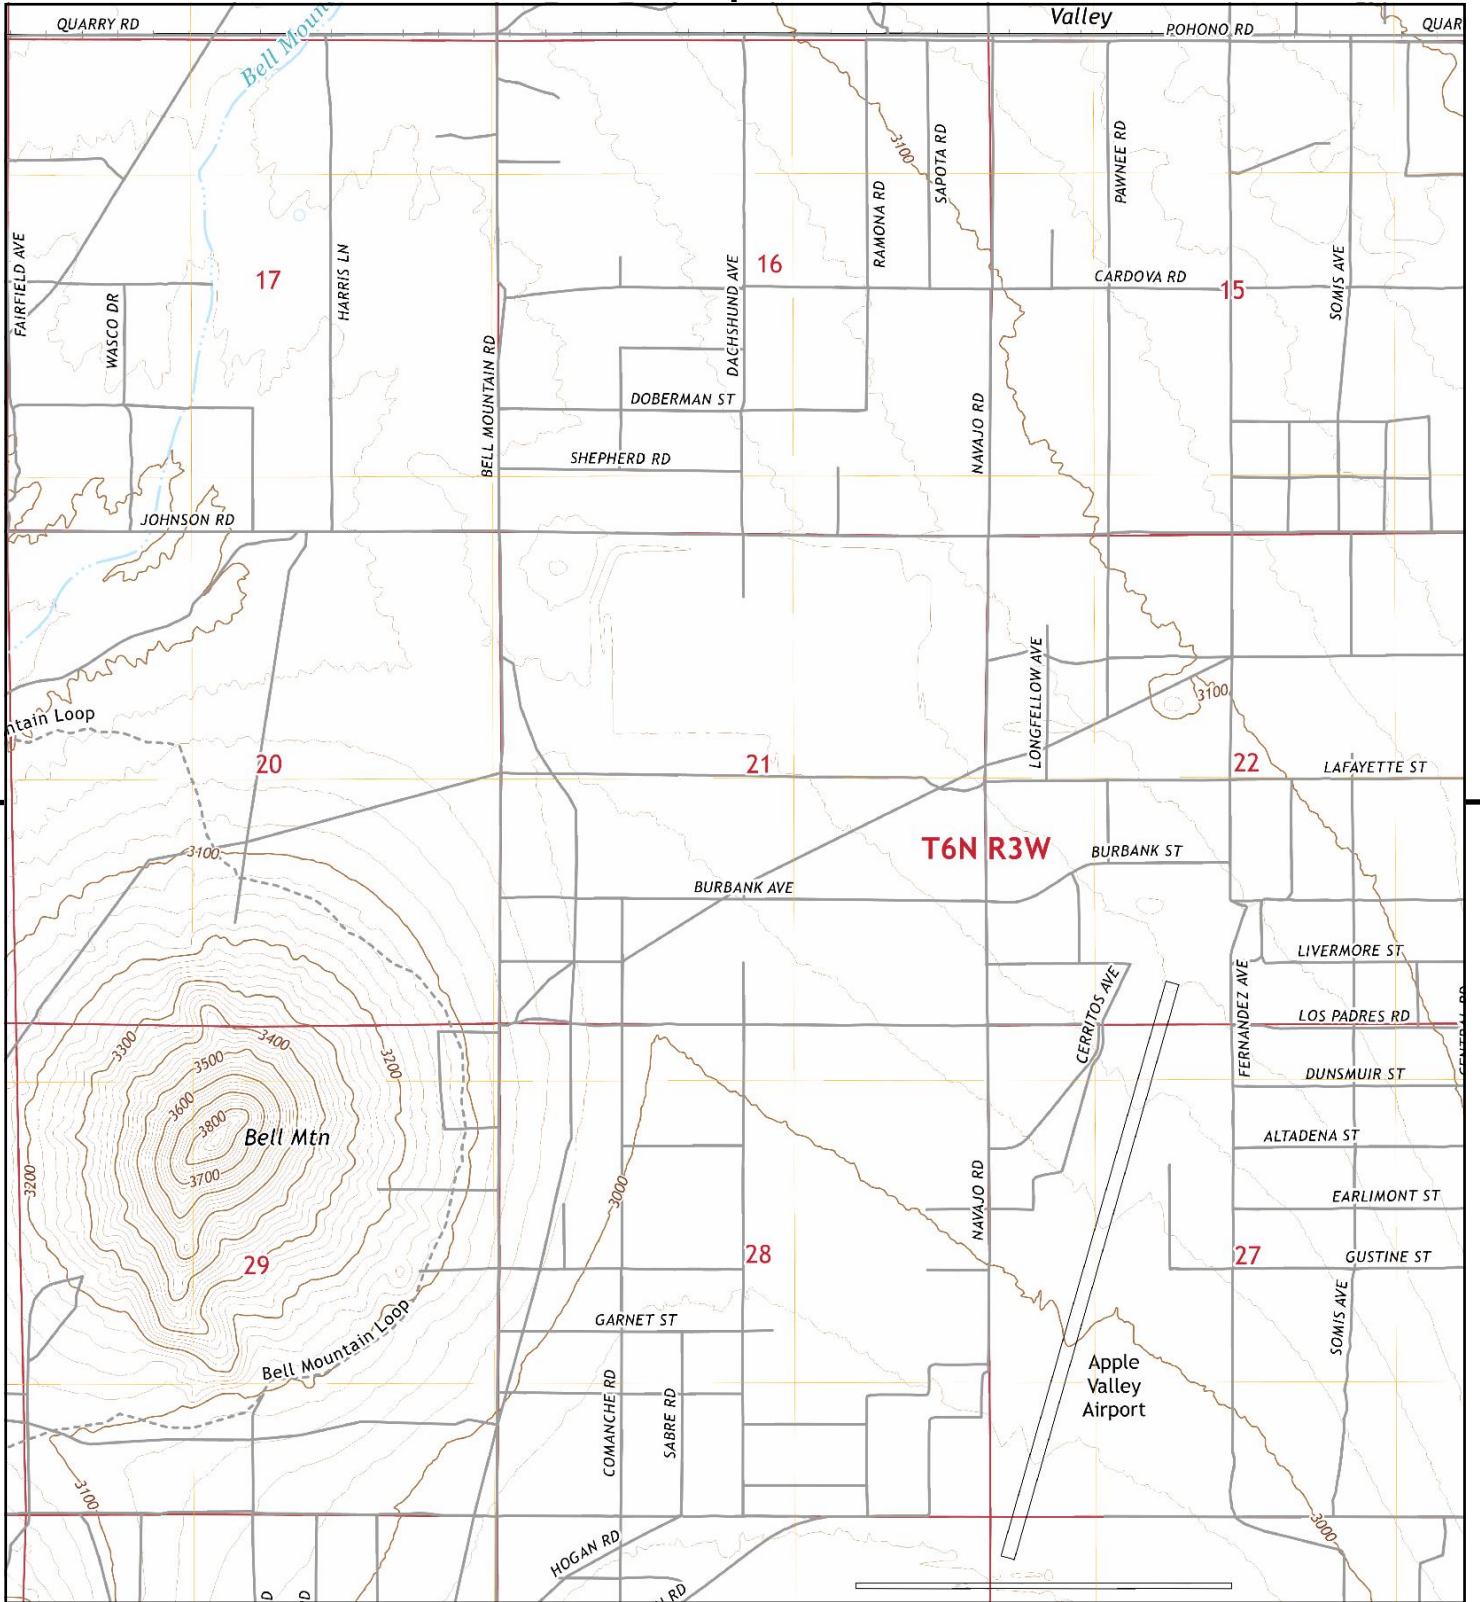 Valley
QUARRY RD
POHONO RD
QUAR
Bell Moun
3100
SAPOTA RD
PAWNEE RD
RAMONA RD
FAIRFIELD AVE
HARRIS LN
16
17
CARDOVA RD
15
SOMIS AVE
WASCO DR
DACHSHUND AVE
BELL MOUNTAIN RD
DOBERMAN ST
NAVAJO RD
SHEPHERD RD
JOHNSON RD
LONGFELLOW AVE
3100
ntain Loop
20
21
22
LAFAYETTE ST
T6N R3W
3100
BURBANK ST
BURBANK AVE
LIVERMORE ST
CERRITOS AVE
FERNANDEZ AVE
LOS PADRES RD
CENTRAL RD
3300
3400
3200
3500
DUNSMUIR ST
3600
3800
Bell Mtn
ALTADENA ST
3700
3200
3000
NAVAJO RD
EARLIMONT ST
29
28
27
GUSTINE ST
GARNET ST
SOMIS AVE
Bell Mountain Loop
Apple
Valley
Airport
COMANCHE RD
SABRE RD
3100
3000
HOGAN RD
D
D
RD